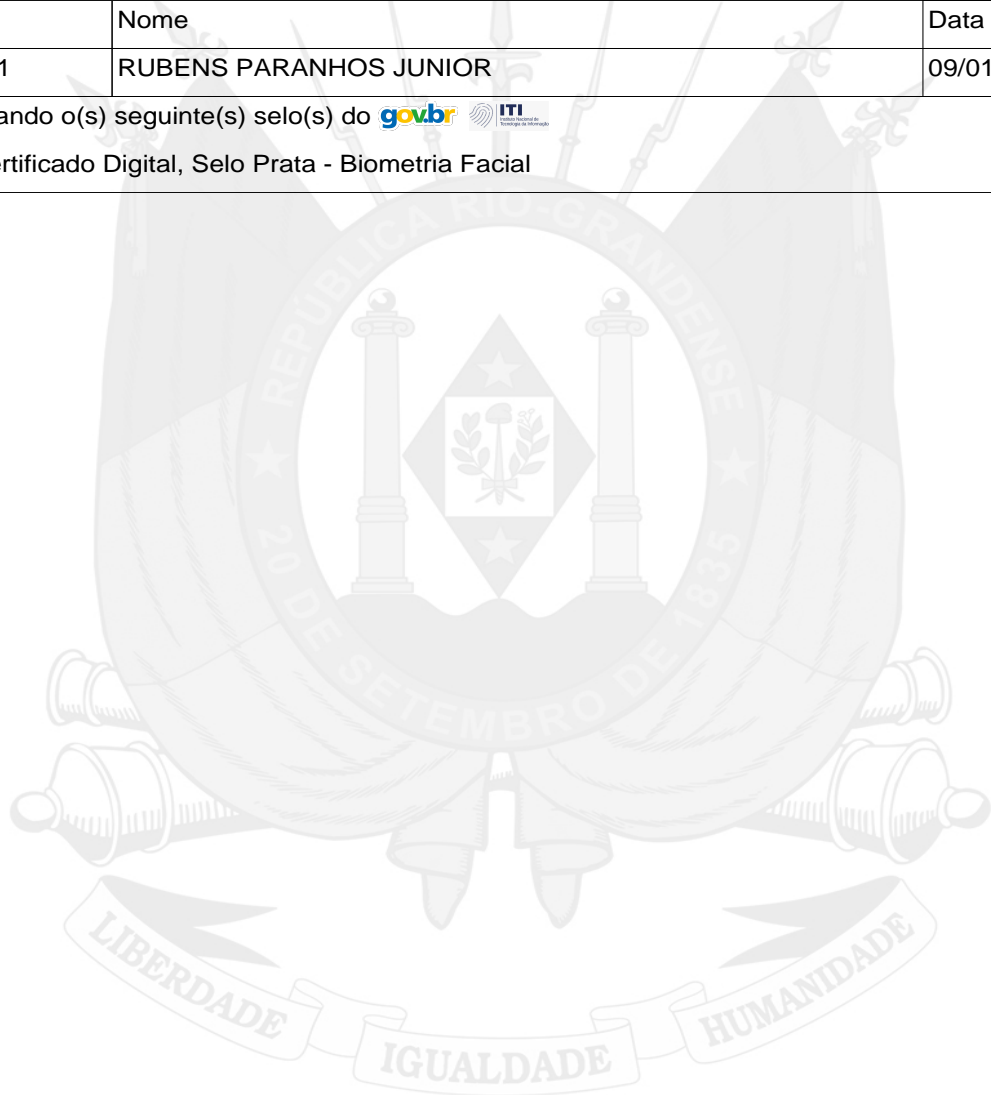 Nome Data
1 RUBENS PARANHOS JUNIOR 09/01
ando o(s) seguinte(s) selo(s) do gov.br ITI
ertificado Digital, Selo Prata - Biometria Facial
REPÚBLICA RIO-GRANDENSE
20 DE SETEMBRO DE 1835
LIBERDADE IGUALDADE HUMANIDADE